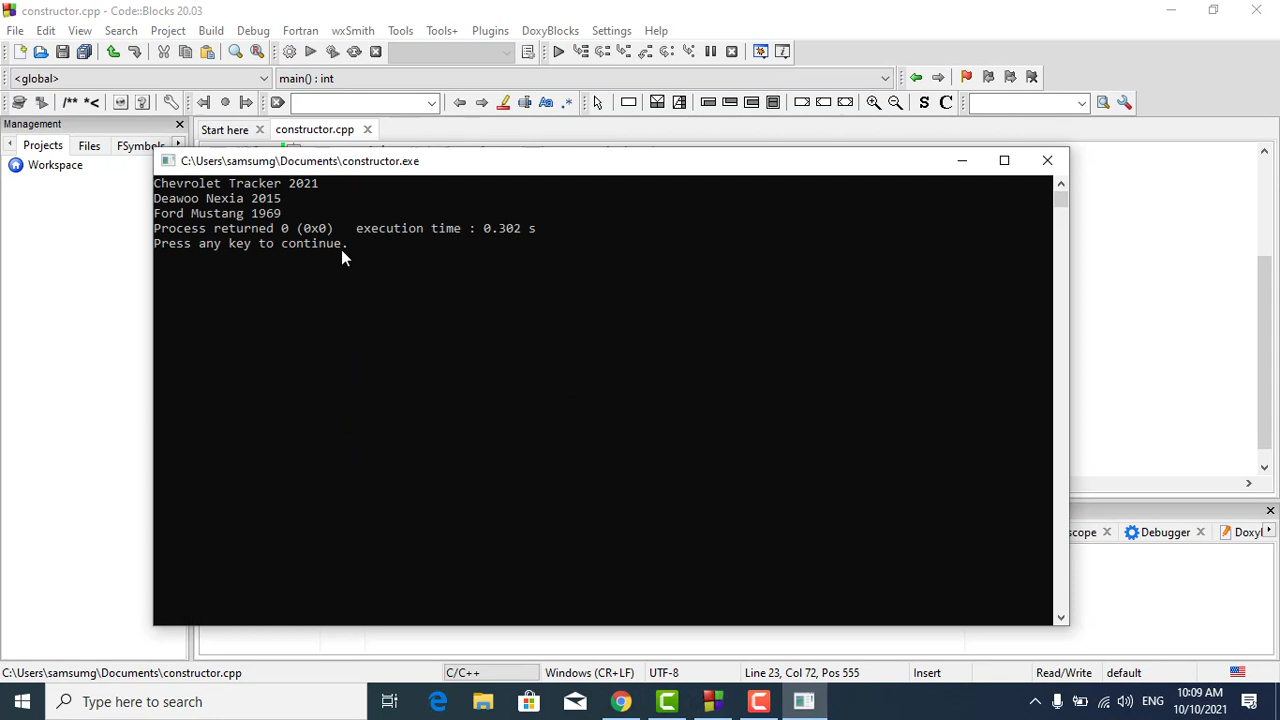 constructor.cpp - Code::Blocks 20.03
File Edit View Search Project Build Debug Fortran wxSmith Tools Tools+ Plugins DoxyBlocks Settings Help
<global> main() : int
/** *<
Aa .* S C
Management
Start here constructor.cpp
Projects Files FSymbols
Workspace
C:\Users\samsumg\Documents\constructor.exe
Chevrolet Tracker 2021
Deawoo Nexia 2015
Ford Mustang 1969
Process returned 0 (0x0) execution time : 0.302 s
Press any key to continue.
scope Debugger Doxyl
C:\Users\samsumg\Documents\constructor.cpp C/C++ Windows (CR+LF) UTF-8 Line 23, Col 72, Pos 555 Insert Read/Write default
Type here to search
ENG
10:09 AM
10/10/2021